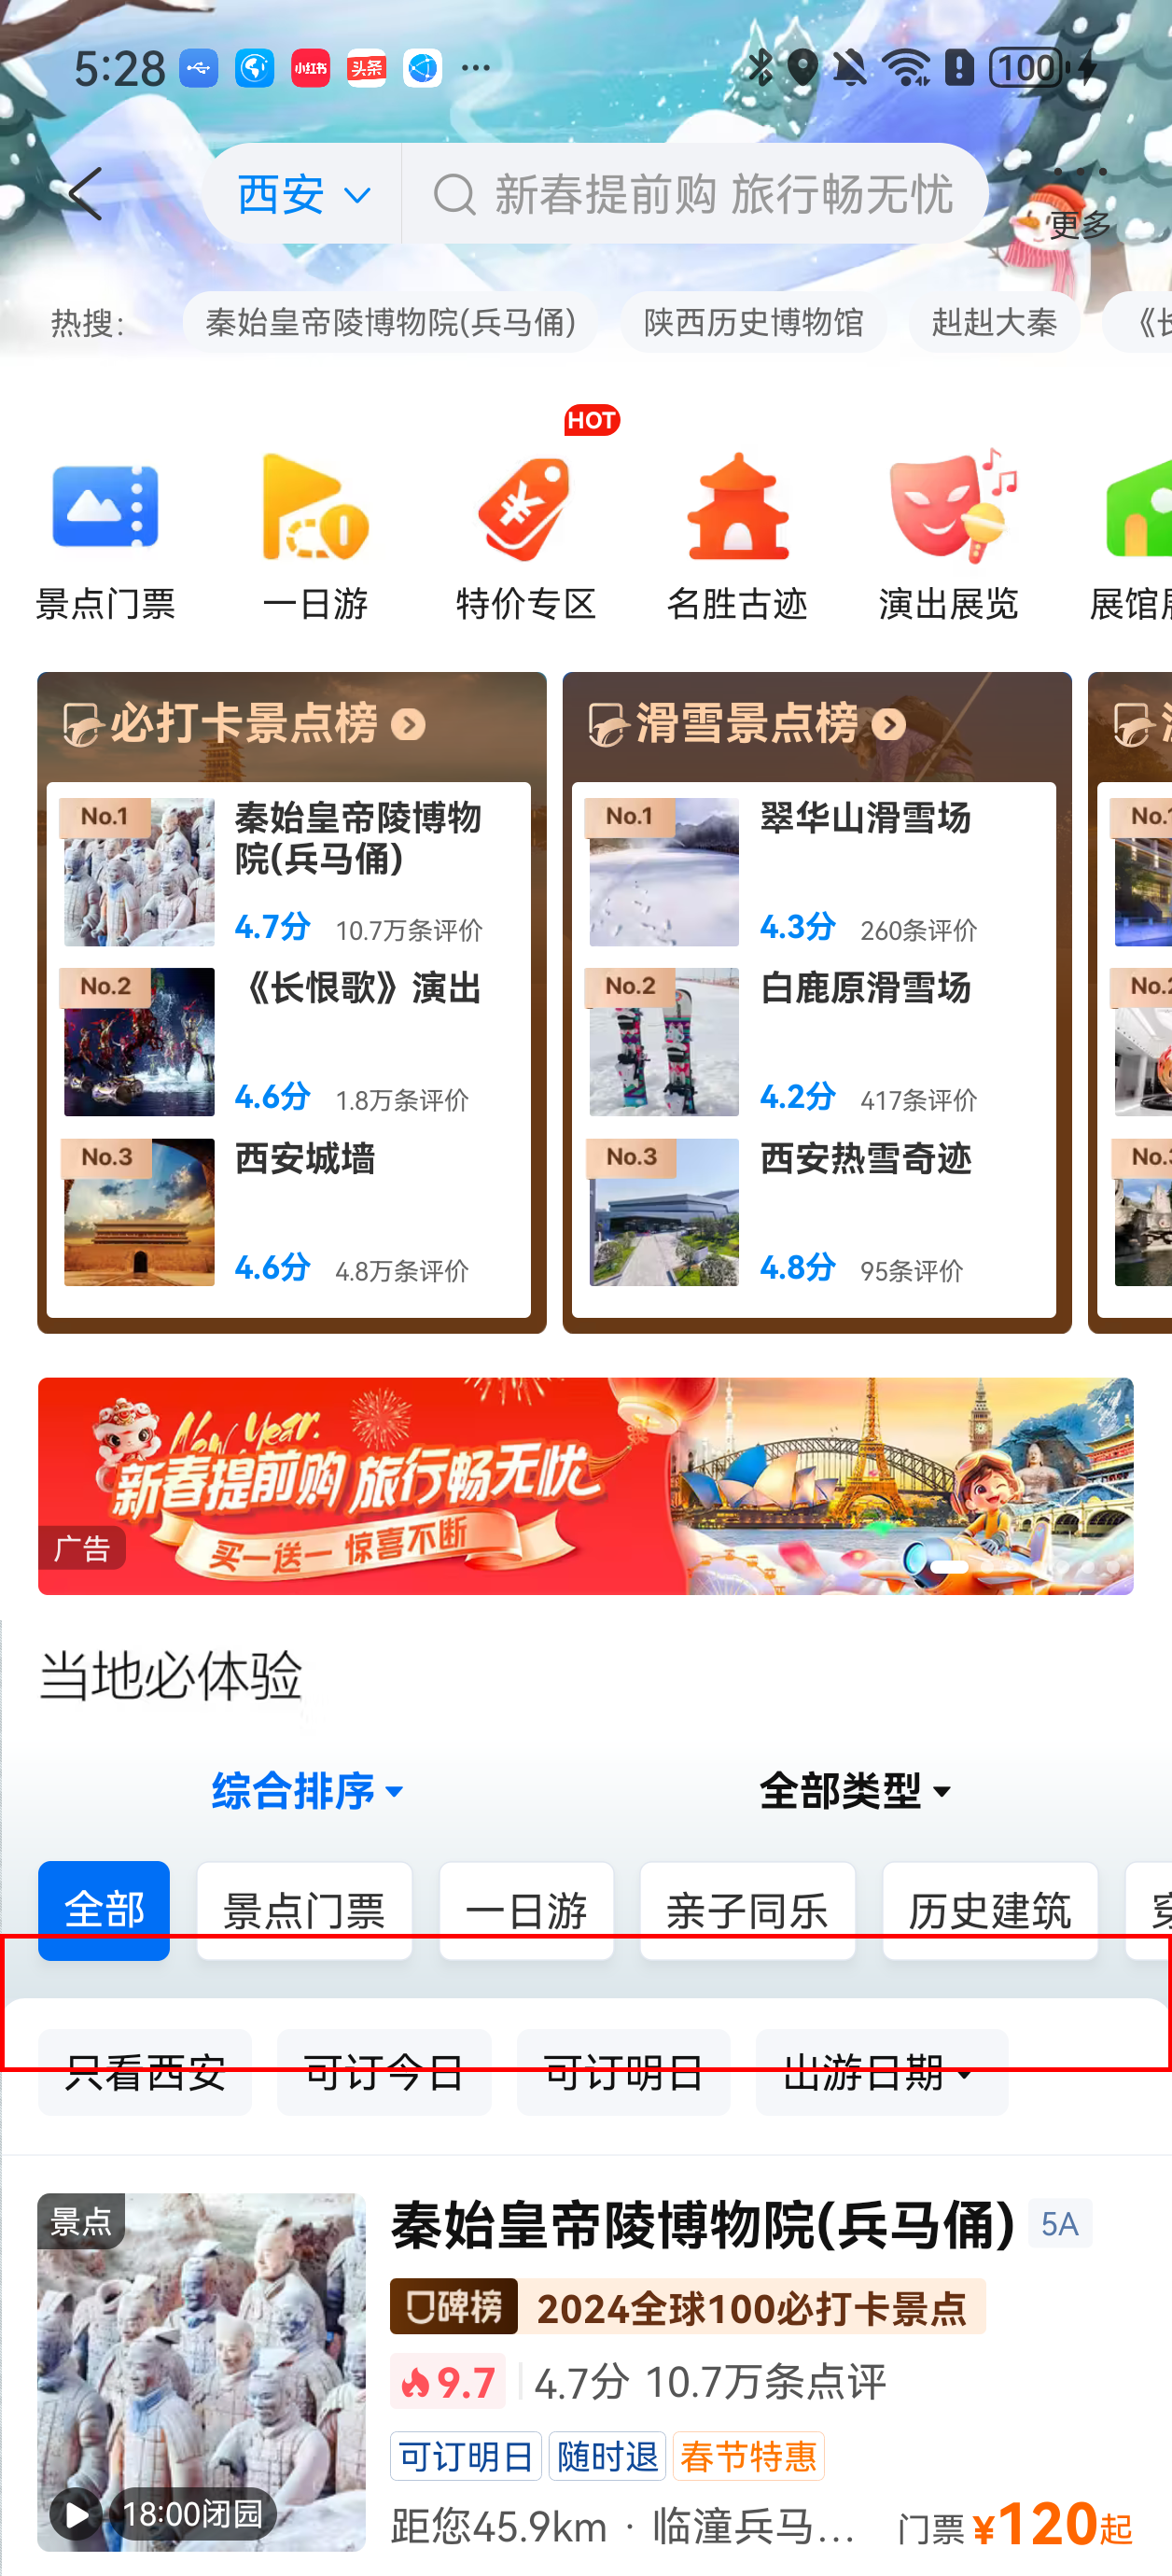 5:28 小红书 头条 ... 100
西安 新春提前购 旅行畅无忧
更多
热搜: 秦始皇帝陵博物院(兵马俑) 陕西历史博物馆 赳赳大秦
HOT
景点门票 一日游 特价专区 名胜古迹 演出展览 展馆
必打卡景点榜
No.1 秦始皇帝陵博物
院(兵马俑)
4.7分 10.7万条评价
No.2 《长恨歌》演出
4.6分 1.8万条评价
No.3 西安城墙
4.6分 4.8万条评价
滑雪景点榜
No.1 翠华山滑雪场
4.3分 260条评价
No.2 白鹿原滑雪场
4.2分 417条评价
No.3 西安热雪奇迹
4.8分 95条评价
No.1
No.2
No.3
New Year.
新春提前购 旅行畅无忧
买一送一 惊喜不断
广告
当地必体验
综合排序 全部类型
全部 景点门票 一日游 亲子同乐 历史建筑
只看西安 可订今日 可订明日 出游日期
景点
秦始皇帝陵博物院(兵马俑) 5A
口碑榜 2024全球100必打卡景点
9.7 4.7分 10.7万条点评
可订明日 随时退 春节特惠
18:00闭园
距您45.9km · 临潼兵马... 门票 ¥120起